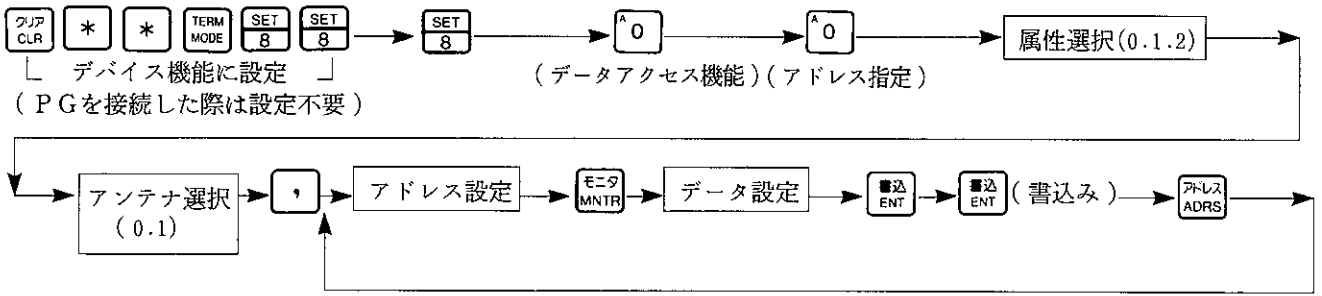 クリア CLR * * TERM MODE SET 8 SET 8 SET 8 A 0 A 0 属性選択(0.1.2)
デバイス機能に設定 (データアクセス機能)(アドレス指定)
(PGを接続した際は設定不要)
アンテナ選択 , アドレス設定 モニタ MNTR データ設定 書込 ENT 書込 ENT (書込み) アドレス ADRS
(0.1)